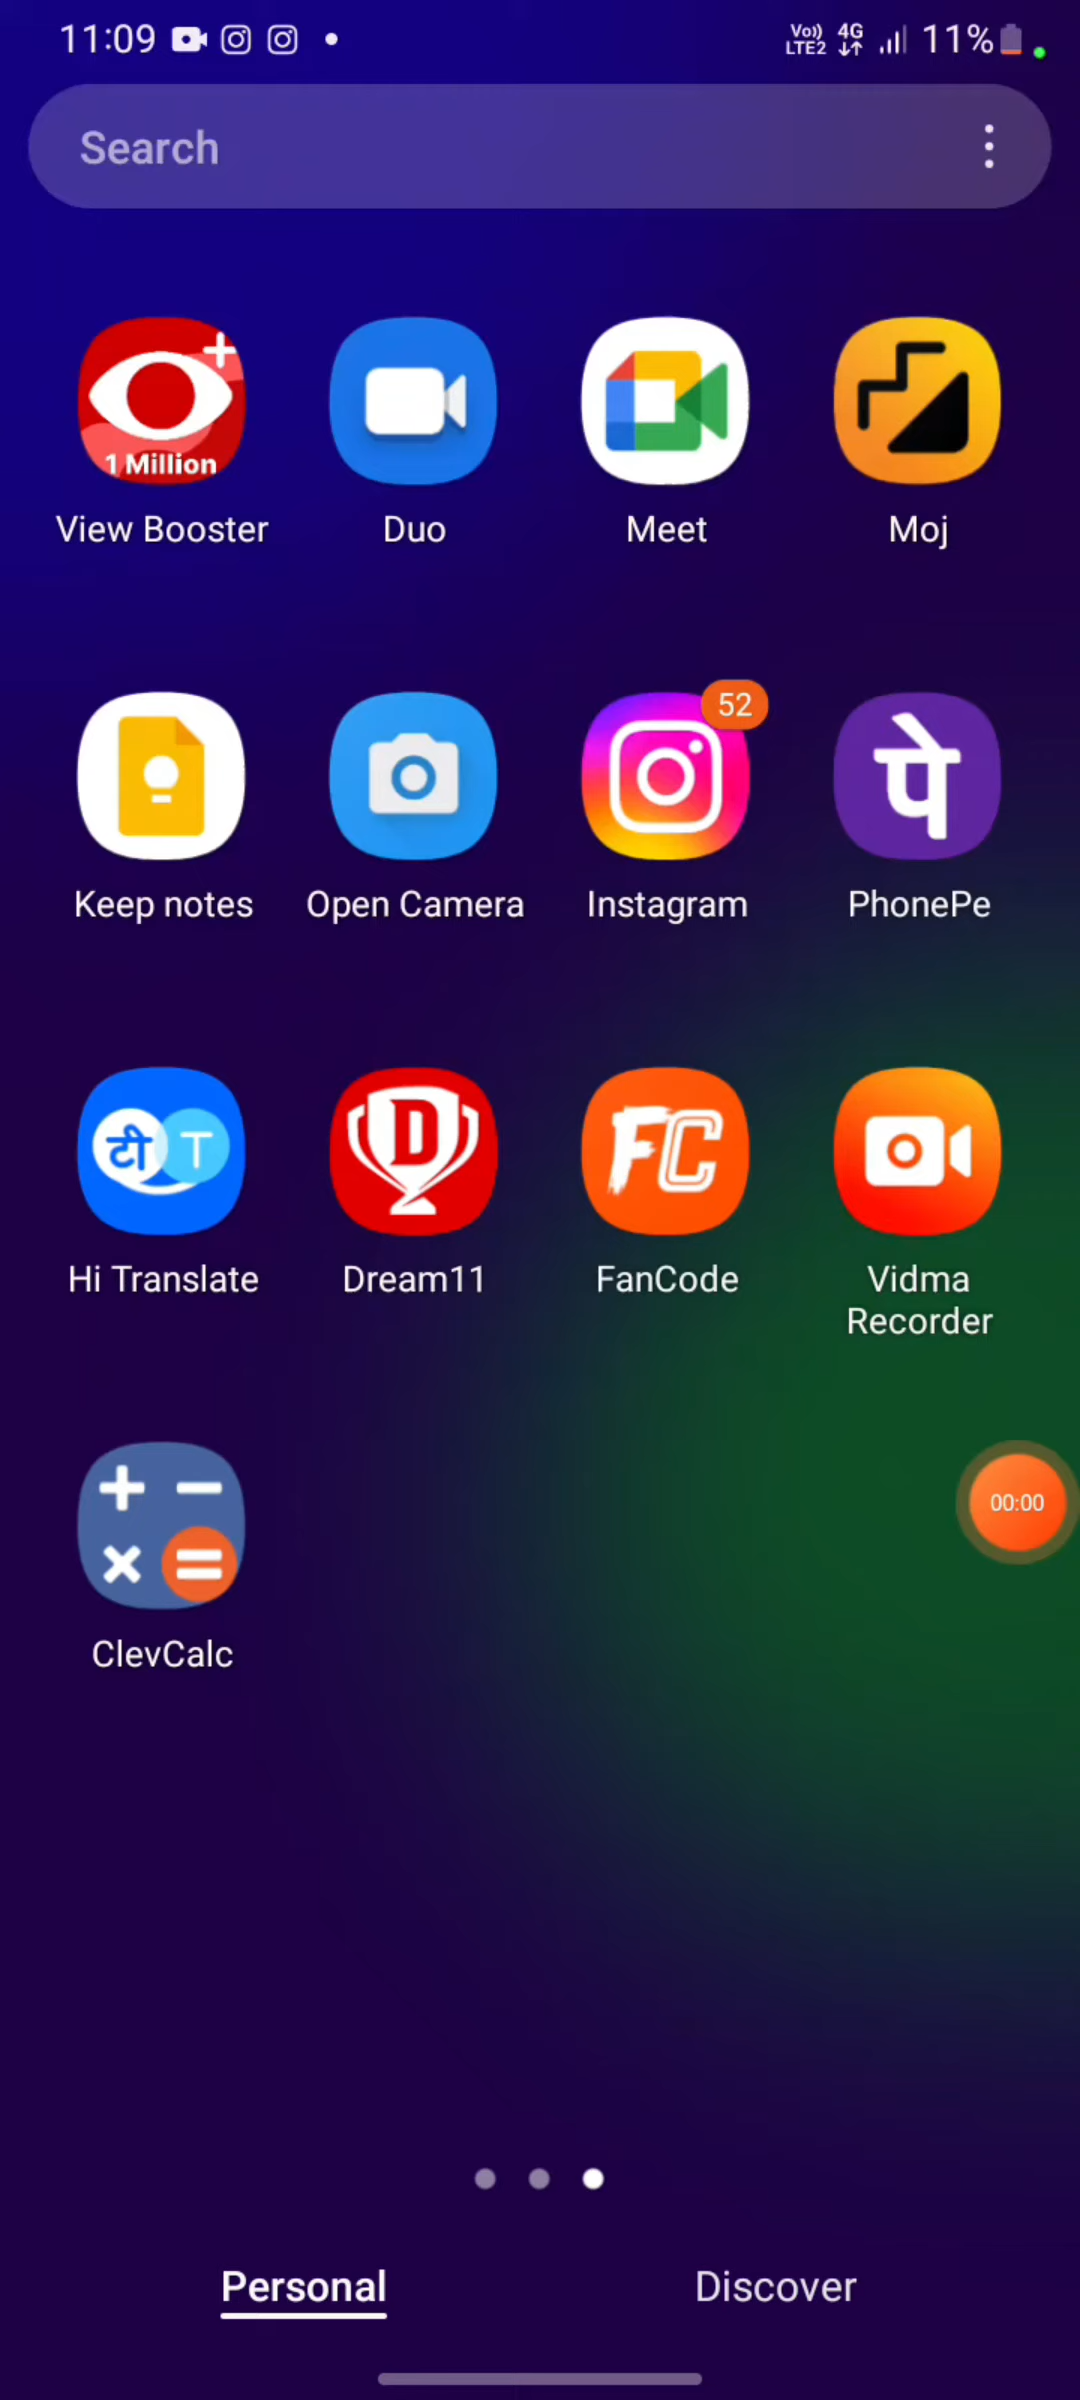 11:09
Vo)) LTE2 4G 11%
Search
1 Million
View Booster
Duo
Meet
Moj
52
पे
Keep notes
Open Camera
Instagram
PhonePe
टी T
D
FC
Hi Translate
Dream11
FanCode
Vidma
Recorder
00:00
ClevCalc
Personal
Discover